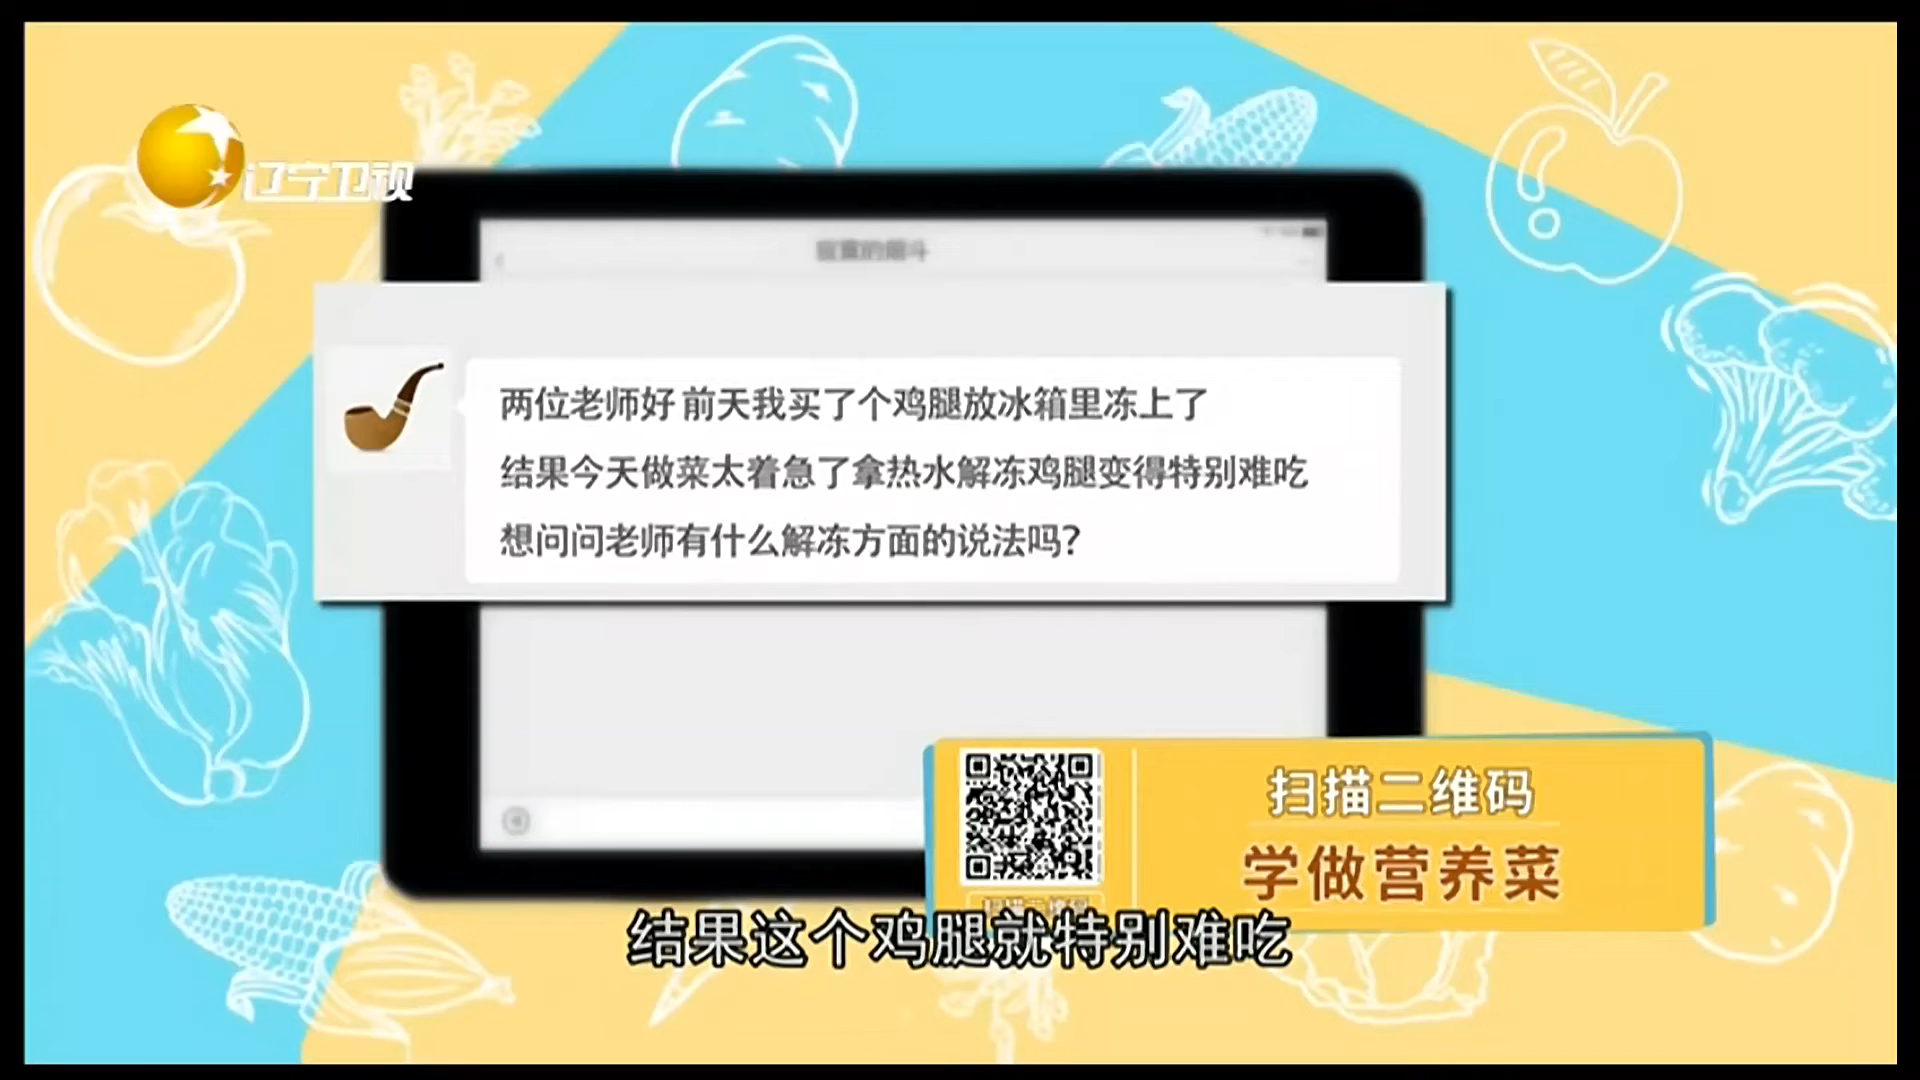 辽宁卫视
两位老师好 前天我买了个鸡腿放冰箱里冻上了
结果今天做菜太着急了拿热水解冻鸡腿变得特别难吃
想问问老师有什么解冻方面的说法吗?
扫描二维码
学做营养菜
结果这个鸡腿就特别难吃